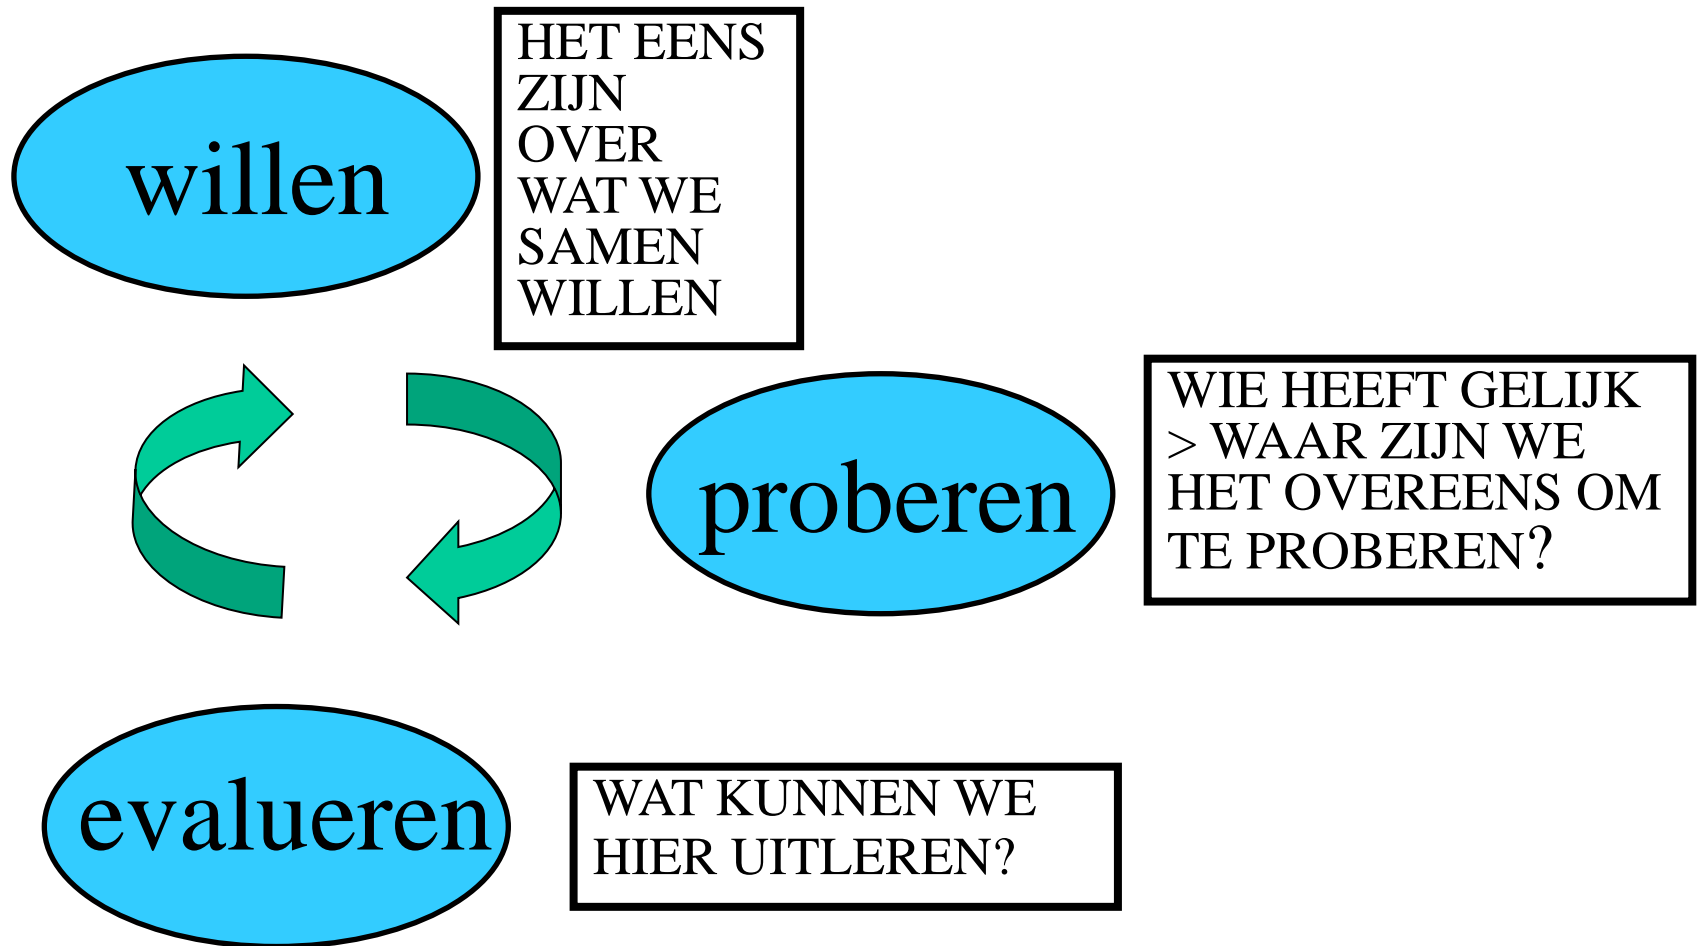 willen
HET EENS
ZIJN
OVER
WAT WE
SAMEN
WILLEN
proberen
WIE HEEFT GELIJK
> WAAR ZIJN WE
HET OVEREENS OM
TE PROBEREN?
evalueren
WAT KUNNEN WE
HIER UITLEREN?